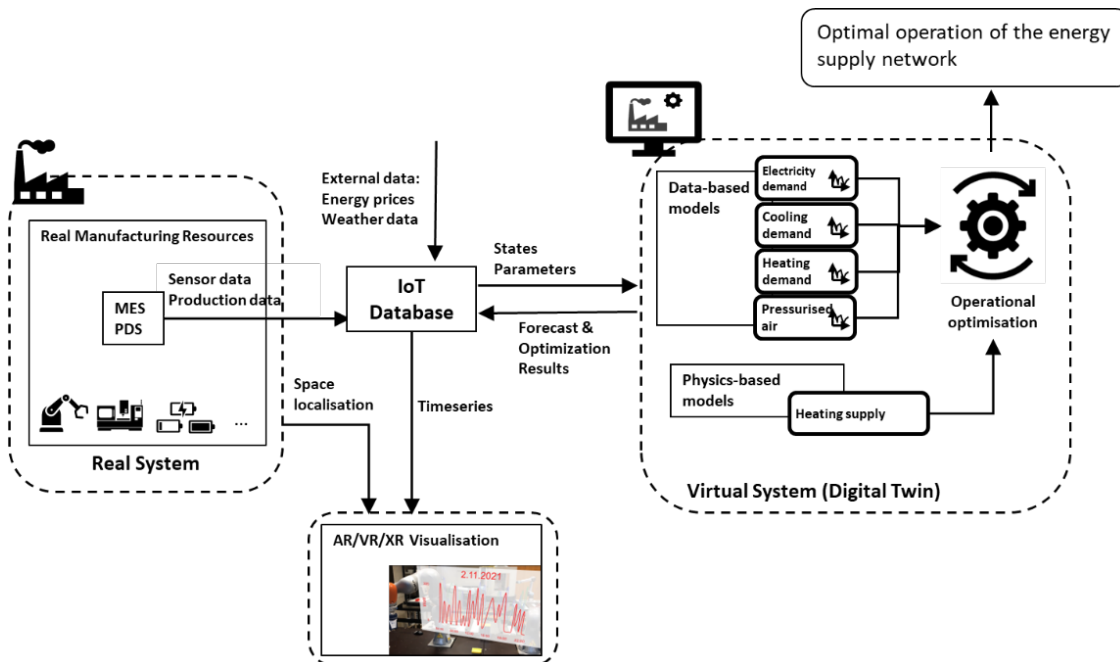 Optimal operation of the energy
supply network
External data:
Energy prices
Weather data
Real Manufacturing Resources
Sensor data
Production data
MES
PDS
Space
localisation
...
Real System
IoT
Database
States
Parameters
Forecast &
Optimization
Results
Timeseries
AR/VR/XR Visualisation
2.11.2021
Data-based
models
Electricity
demand
Cooling
demand
Heating
demand
Pressurised
air
Operational
optimisation
Physics-based
models
Heating supply
Virtual System (Digital Twin)